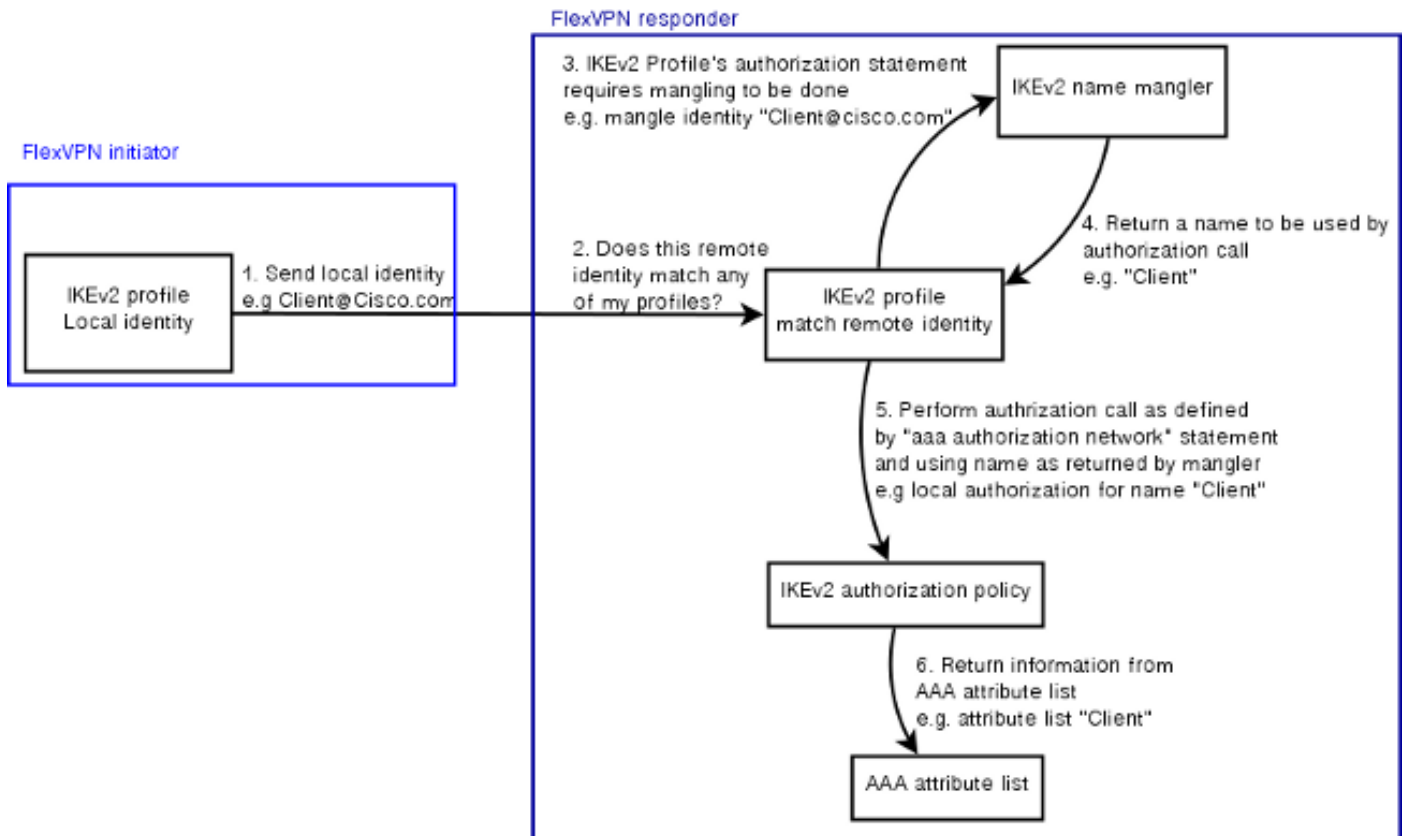 FlexVPN responder
3. IKEv2 Profile's authorization statement
requires mangling to be done
e.g. mangle identity "Client@cisco.com"
IKEv2 name mangler
FlexVPN initiator
4. Return a name to be used by
authorization call
e.g. "Client"
IKEv2 profile
Local identity
1. Send local identity
e.g Client@Cisco.com
2. Does this remote
identity match any
of my profiles?
IKEv2 profile
match remote identity
5. Perform authrization call as defined
by "aaa authorization network" statement
and using name as returned by mangler
e.g local authorization for name "Client"
IKEv2 authorization policy
6. Return information from
AAA attribute list
e.g. attribute list "Client"
AAA attribute list